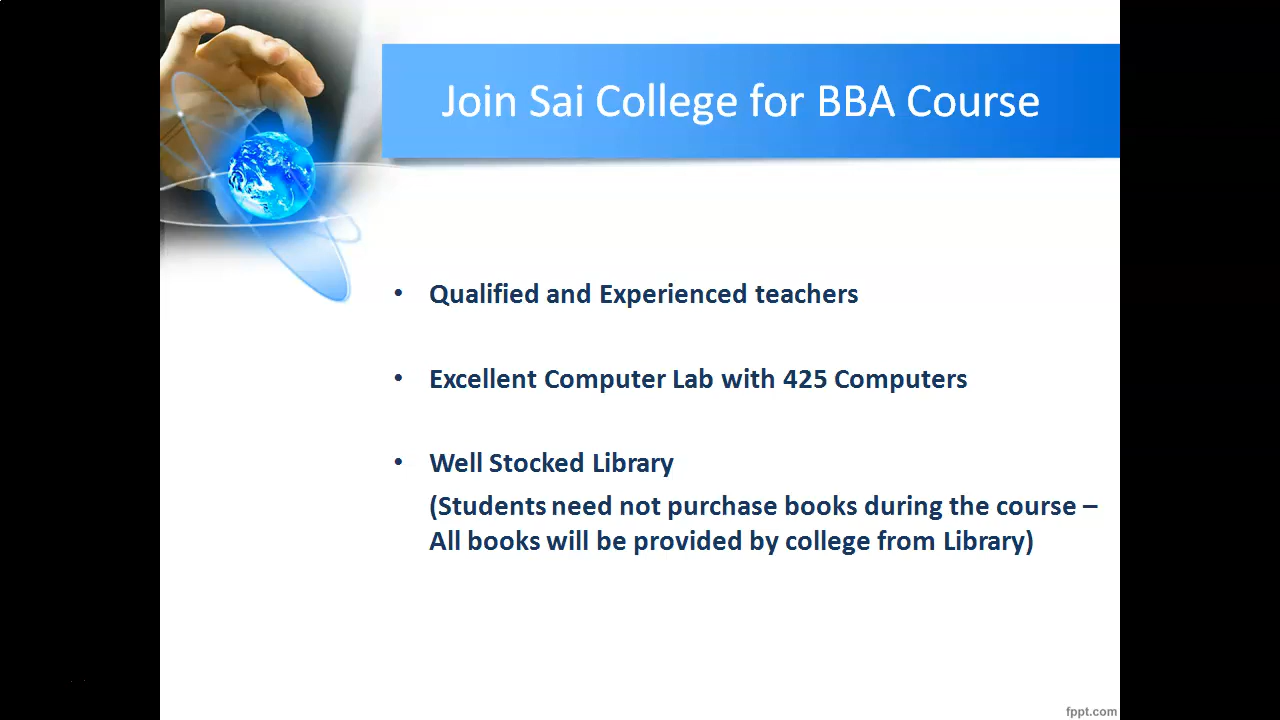 Join Sai College for BBA Course
• Qualified and Experienced teachers
• Excellent Computer Lab with 425 Computers
• Well Stocked Library
(Students need not purchase books during the course –
All books will be provided by college from Library)
fppt.com